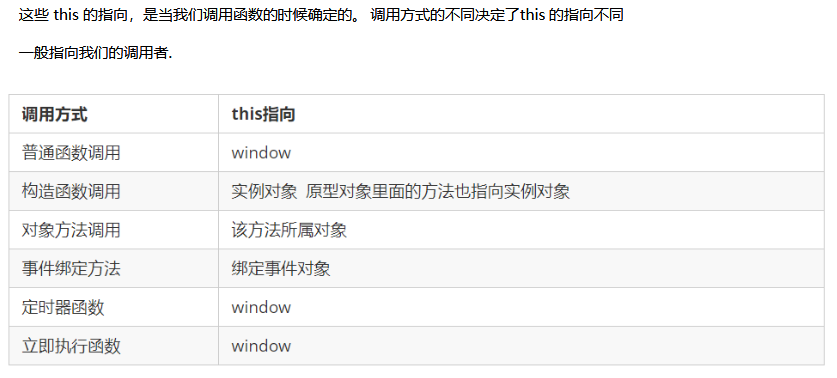 这些 this 的指向，是当我们调用函数的时候确定的。 调用方式的不同决定了this 的指向不同
一般指向我们的调用者.
调用方式 this指向
普通函数调用 window
构造函数调用 实例对象 原型对象里面的方法也指向实例对象
对象方法调用 该方法所属对象
事件绑定方法 绑定事件对象
定时器函数 window
立即执行函数 window